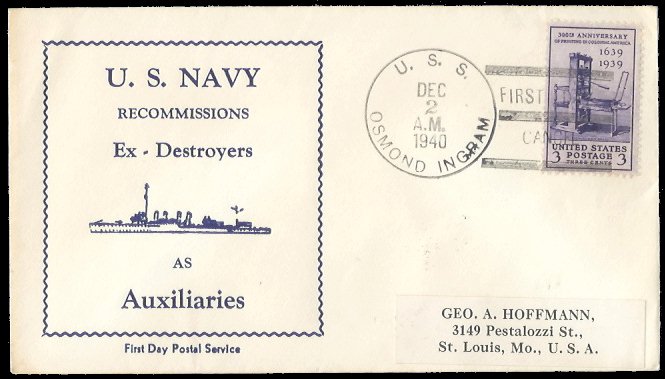 U. S. NAVY
RECOMMISSIONS
Ex - Destroyers
AS
Auxiliaries
First Day Postal Service
U. S. S.
DEC
2
A.M.
1940
OSMOND INGRAM
FIRST
CAN
300TH ANNIVERSARY
OF PRINTING IN COLONIAL AMERICA
1639
1939
UNITED STATES
3 POSTAGE 3
THREE CENTS
GEO. A. HOFFMANN,
3149 Pestalozzi St.,
St. Louis, Mo., U. S. A.